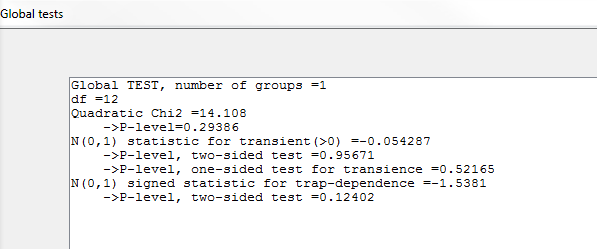 Global tests
Global TEST, number of groups =1
df =12
Quadratic Chi2 =14.108
->P-level=0.29386
N(0,1) statistic for transient(>0) =-0.054287
->P-level, two-sided test =0.95671
->P-level, one-sided test for transience =0.52165
N(0,1) signed statistic for trap-dependence =-1.5381
->P-level, two-sided test =0.12402